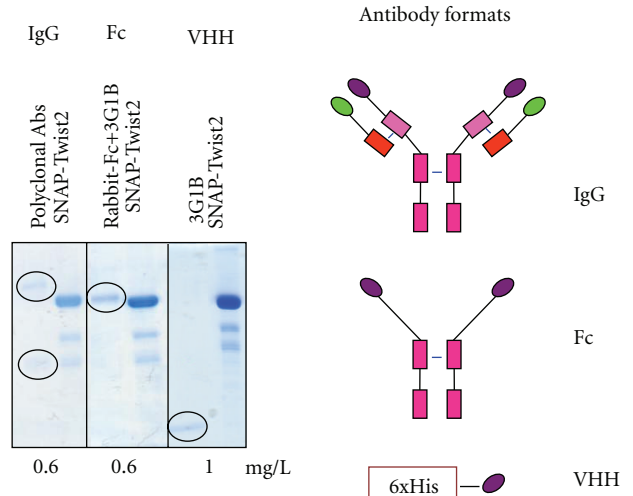 Antibody formats
IgG
Fc
VHH
Polyclonal Abs
SNAP-Twist2
Rabbit-Fc+3G1B
SNAP-Twist2
3G1B
SNAP-Twist2
0.6
0.6
1
mg/L
IgG
Fc
6xHis
VHH